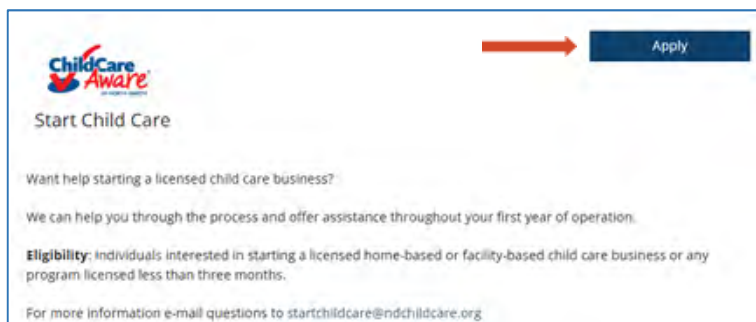 Apply
ChildCare
Aware
OF NORTH DAKOTA
Start Child Care
Want help starting a licensed child care business?
We can help you through the process and offer assistance throughout your first year of operation.
Eligibility: Individuals interested in starting a licensed home-based or facility-based child care business or any
program licensed less than three months.
For more information e-mail questions to startchildcare@ndchildcare.org